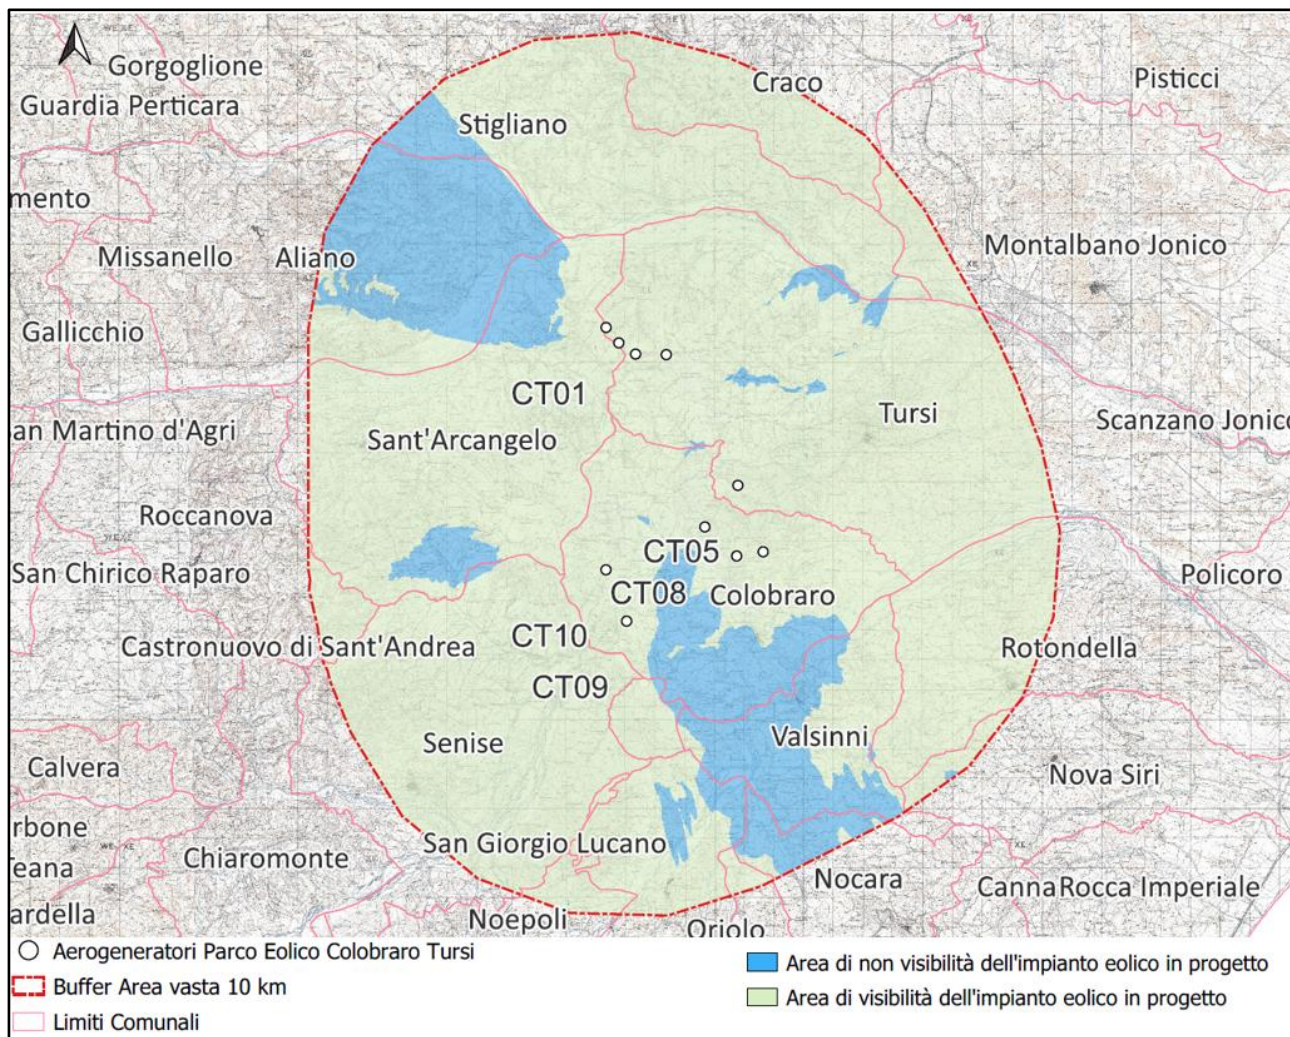 Gorgoglione
Craco
Pisticci
Guardia Perticara
Stigliano
mento
Missanello
Aliano
Montalbano Jonico
Gallicchio
CT01
Tursi
Scanzano Jonico
an Martino d'Agri
Sant'Arcangelo
Roccanova
CT05
San Chirico Raparo
CT08
Colobraro
Policoro
CT10
Castronuovo di Sant'Andrea
Rotondella
CT09
Senise
Valsinni
Calvera
Nova Siri
rbone
San Giorgio Lucano
eana
Chiaromonte
Nocara
Canna
Rocca Imperiale
ardella
Noepoli
Oriolo
Aerogeneratori Parco Eolico Colobraro Tursi
Buffer Area vasta 10 km
Limiti Comunali
Area di non visibilità dell'impianto eolico in progetto
Area di visibilità dell'impianto eolico in progetto